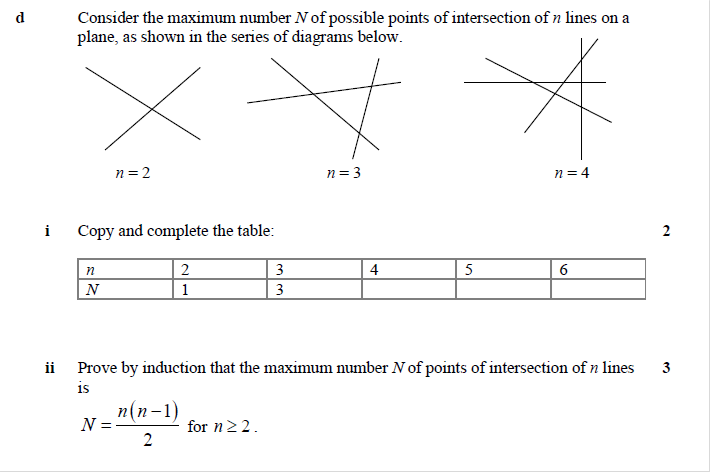 d Consider the maximum number N of possible points of intersection of n lines on a
plane, as shown in the series of diagrams below.
n = 2 n = 3 n = 4
i Copy and complete the table: 2
n 2 3 4 5 6
N 1 3
ii Prove by induction that the maximum number N of points of intersection of n lines 3
is
N = n(n−1)/2 for n ≥ 2.